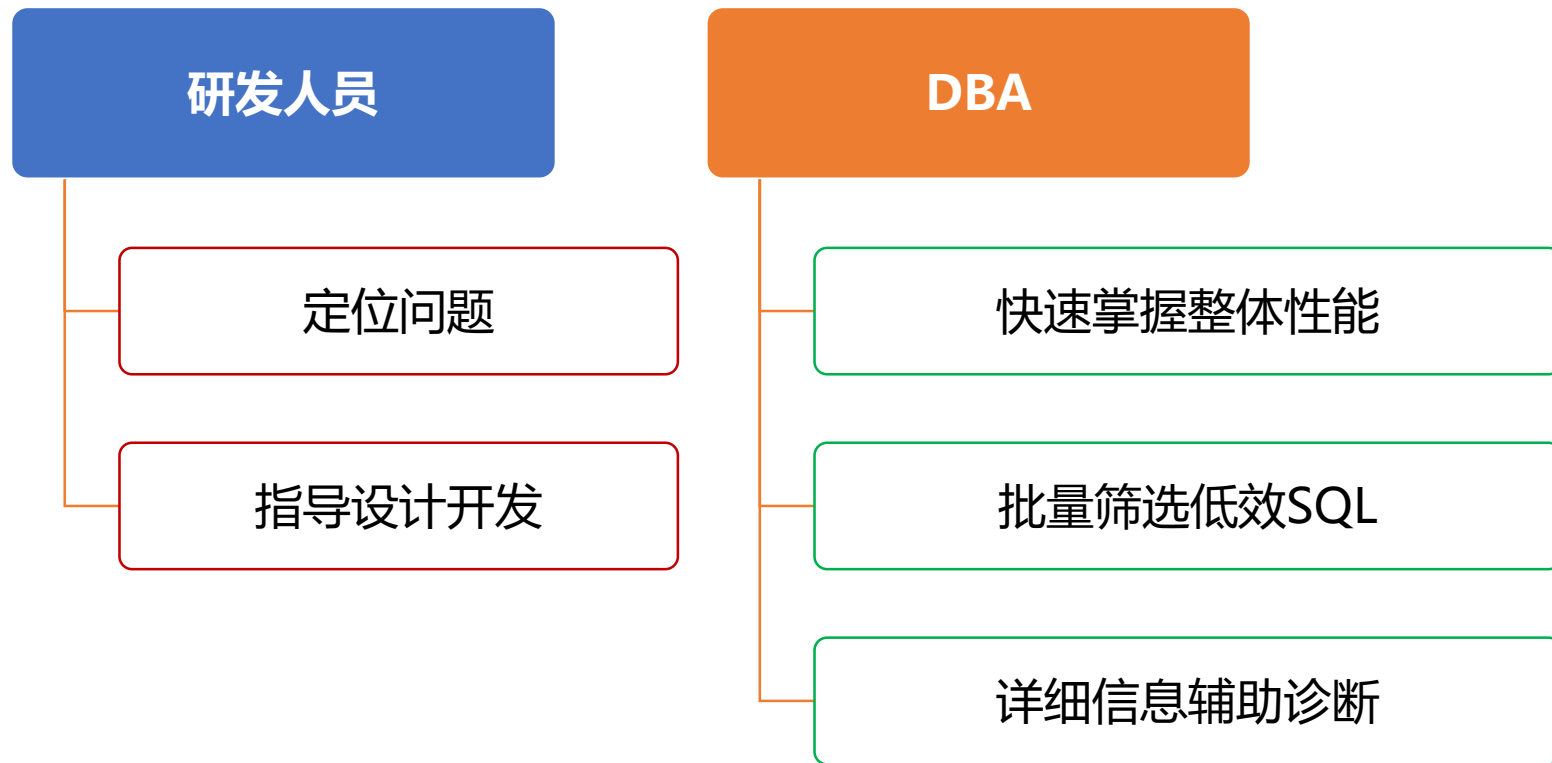 研发人员
定位问题
指导设计开发
DBA
快速掌握整体性能
批量筛选低效SQL
详细信息辅助诊断